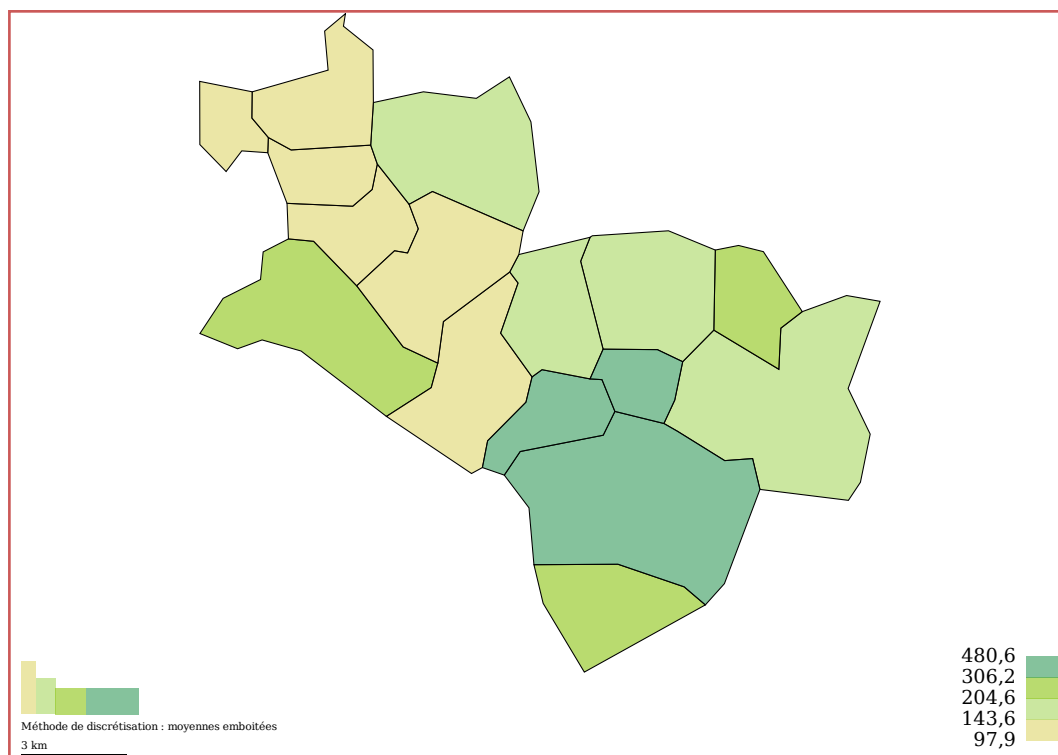 480,6
306,2
204,6
143,6
97,9
Méthode de discrétisation : moyennes emboitées
3 km